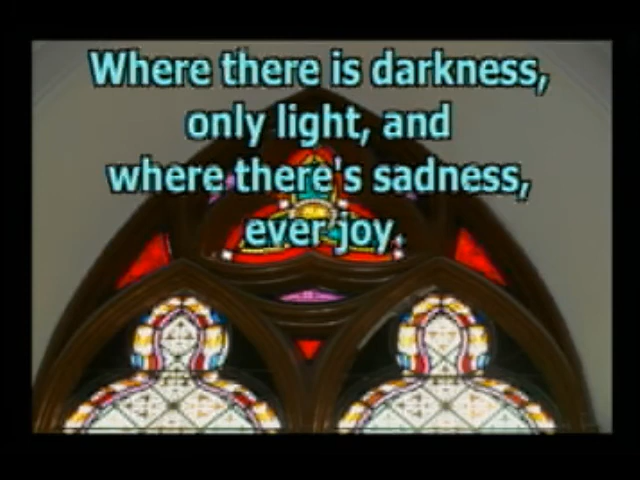 Where there is darkness,
only light, and
where there's sadness,
ever joy.